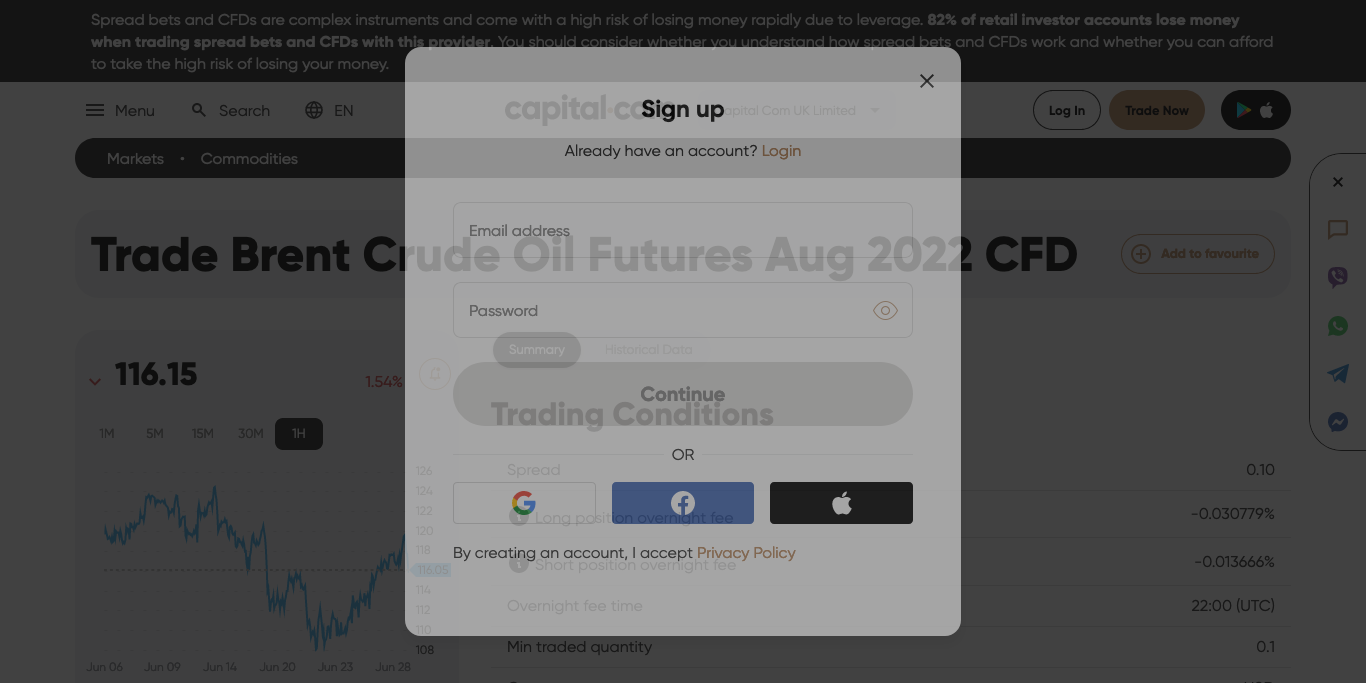 Spread bets and CFDs are complex instruments and come with a high risk of losing money rapidly due to leverage. 82% of retail investor accounts lose money
when trading spread bets and CFDs with this provider. You should consider whether you understand how spread bets and CFDs work and whether you can afford
to take the high risk of losing your money.
Menu
Search
EN
capital
Capital Com UK Limited
Log In
Trade Now
Sign up
Already have an account? Login
Markets • Commodities
Email address
Trade Brent Crude Oil Futures Aug 2022 CFD
Add to favourite
Password
Summary
Historical Data
116.15
1.54%
Continue
Trading Conditions
1M
5M
15M
30M
1H
OR
126
124
122
120
118
116.05
114
112
110
108
Jun 06
Jun 09
Jun 14
Jun 20
Jun 23
Jun 28
Spread
0.10
Long position overnight fee
-0.030779%
By creating an account, I accept Privacy Policy
Short position overnight fee
-0.013666%
Overnight fee time
22:00 (UTC)
Min traded quantity
0.1